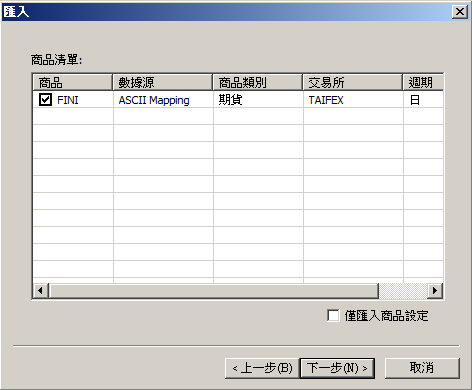 匯入
商品清單:
商品 數據源 商品類別 交易所 週期
FINI ASCII Mapping 期貨 TAIFEX 日
僅匯入商品設定
< 上一步(B) 下一步(N) > 取消